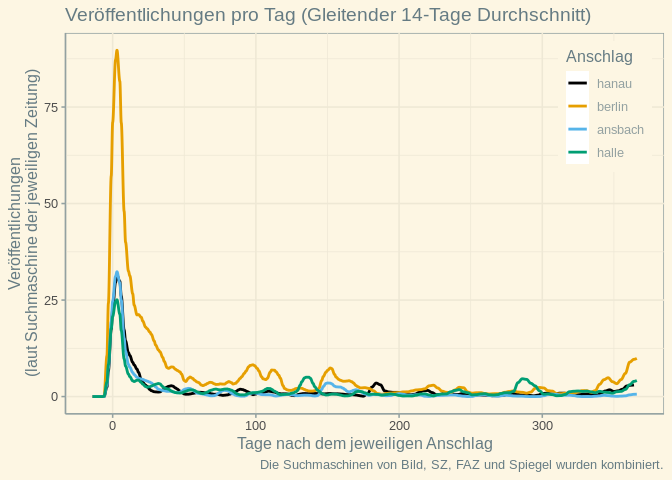 Veröffentlichungen pro Tag (Gleitender 14-Tage Durchschnitt)
Veröffentlichungen
(laut Suchmaschine der jeweiligen Zeitung)
75
50
25
0
Anschlag
hanau
berlin
ansbach
halle
0
100
200
300
Tage nach dem jeweiligen Anschlag
Die Suchmaschinen von Bild, SZ, FAZ und Spiegel wurden kombiniert.